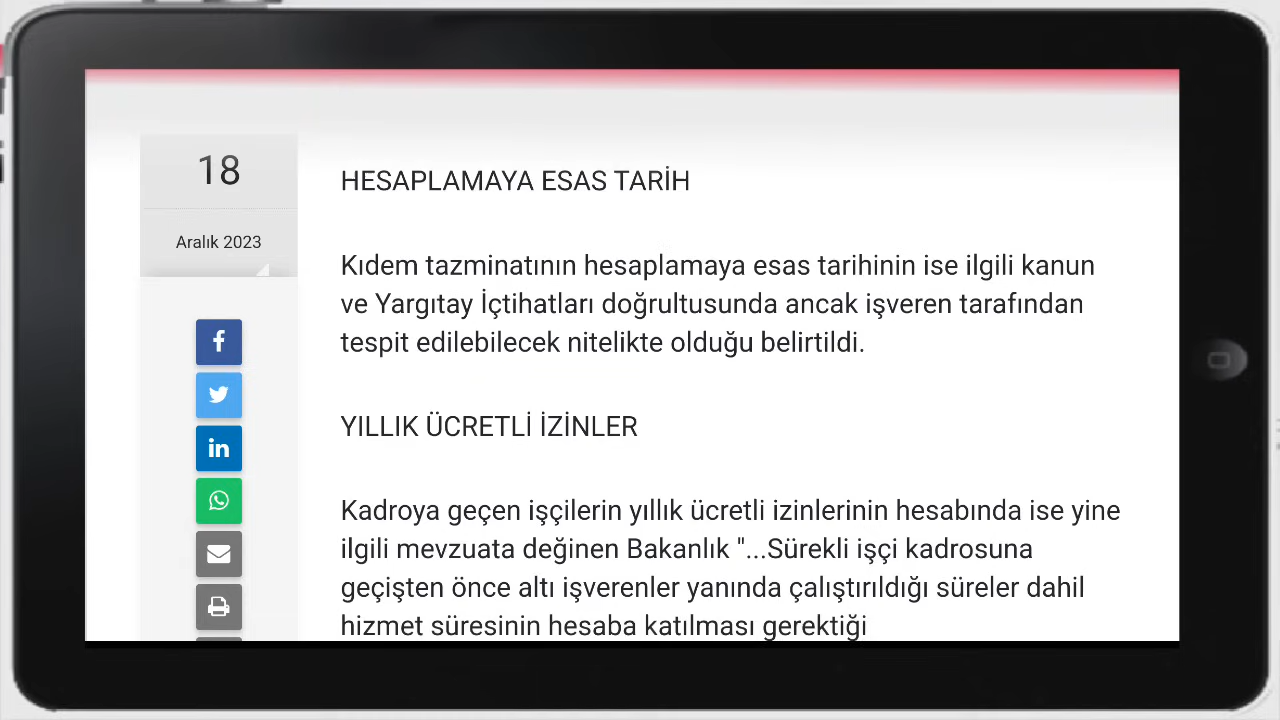 18
Aralık 2023
HESAPLAMAYA ESAS TARİH
Kıdem tazminatının hesaplamaya esas tarihinin ise ilgili kanun
ve Yargıtay İçtihatları doğrultusunda ancak işveren tarafından
tespit edilebilecek nitelikte olduğu belirtildi.
YILLIK ÜCRETLİ İZİNLER
Kadroya geçen işçilerin yıllık ücretli izinlerinin hesabında ise yine
ilgili mevzuata değinen Bakanlık "...Sürekli işçi kadrosuna
geçişten önce altı işverenler yanında çalıştırıldığı süreler dahil
hizmet süresinin hesaba katılması gerektiği